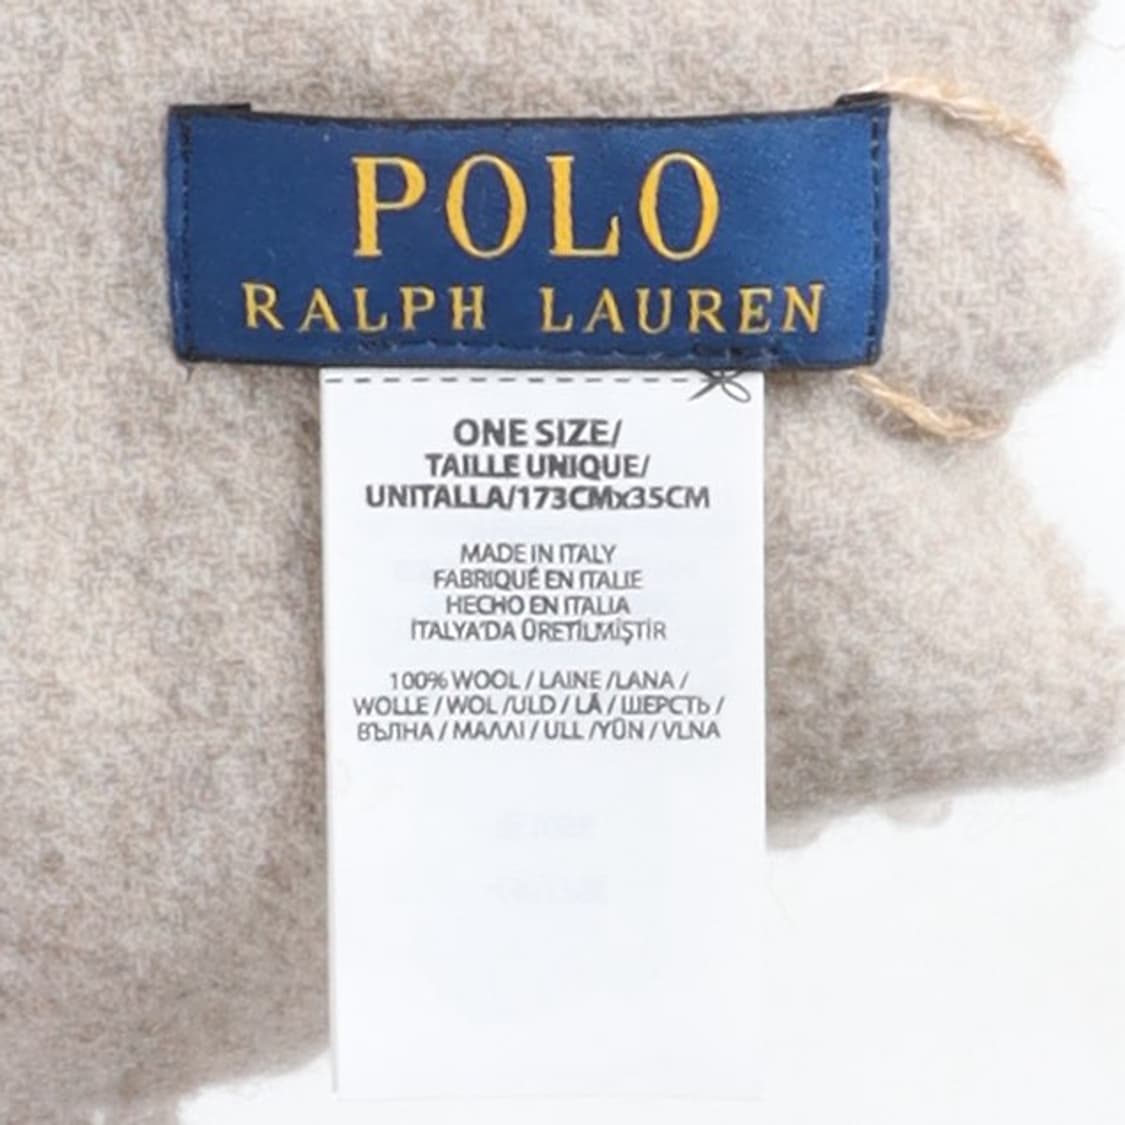 POLO
RALPH LAUREN
ONE SIZE/
TAILLE UNIQUE/
UNITALLA/173CMx35CM
MADE IN ITALY
FABRIQUÉ EN ITALIE
HECHO EN ITALIA
İTALYA'DA ÜRETİLMİŞTİR
100% WOOL / LAINE /LANA /
WOLLE / WOL /ULD / LÃ / ШЕРСТЬ /
ВЪЛНА / ΜΑΛΛΙ / ULL /YÜN / VLNA